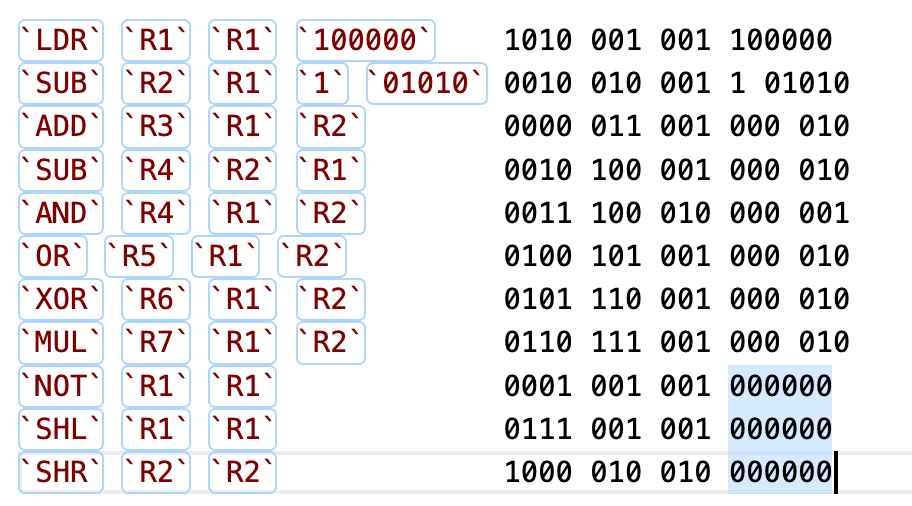 `LDR` `R1` `R1` `100000` 1010 001 001 100000
`SUB` `R2` `R1` `1` `01010` 0010 010 001 1 01010
`ADD` `R3` `R1` `R2` 0000 011 001 000 010
`SUB` `R4` `R2` `R1` 0010 100 001 000 010
`AND` `R4` `R1` `R2` 0011 100 010 000 001
`OR` `R5` `R1` `R2` 0100 101 001 000 010
`XOR` `R6` `R1` `R2` 0101 110 001 000 010
`MUL` `R7` `R1` `R2` 0110 111 001 000 010
`NOT` `R1` `R1` 0001 001 001 000000
`SHL` `R1` `R1` 0111 001 001 000000
`SHR` `R2` `R2` 1000 010 010 000000